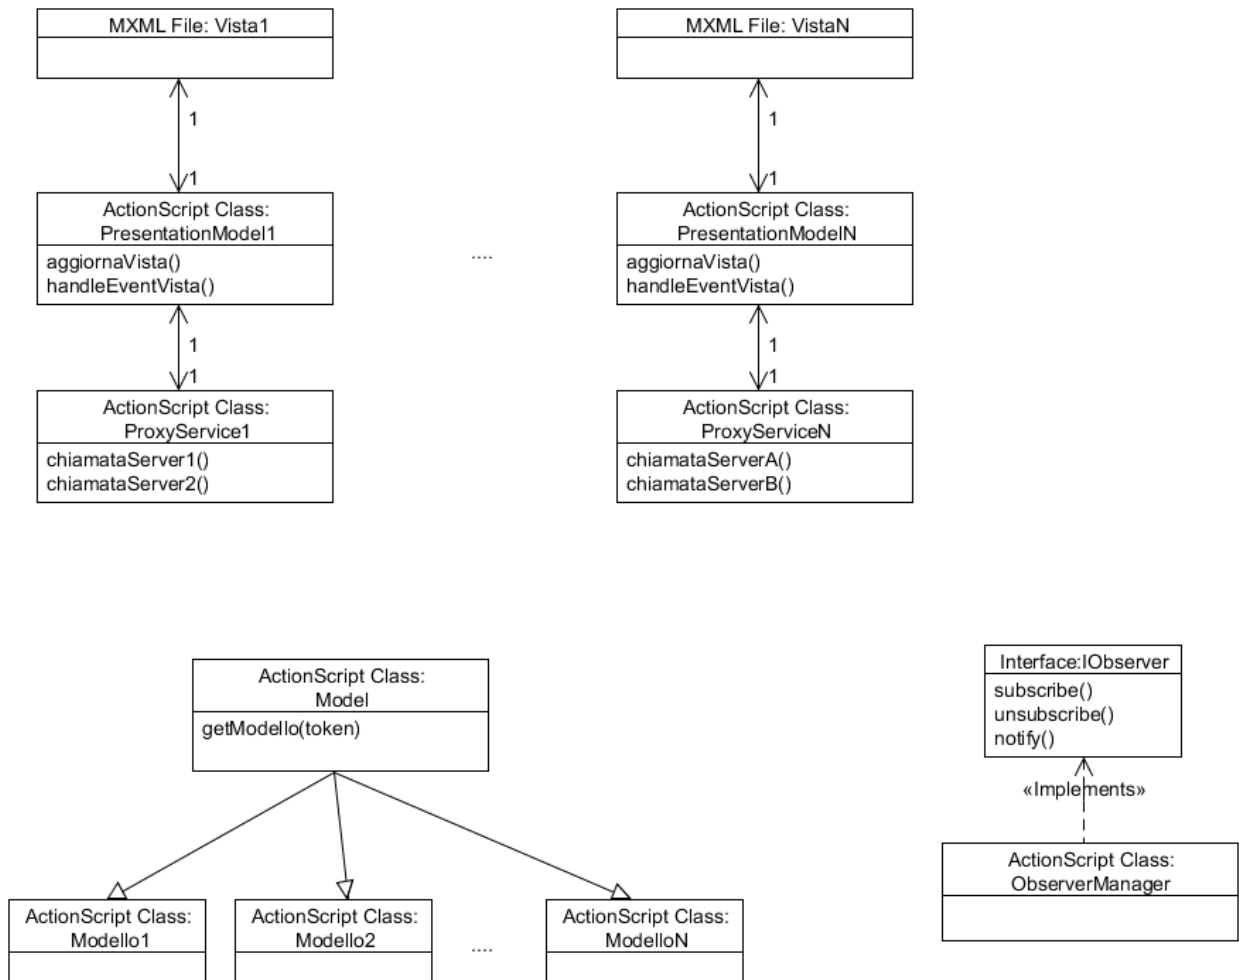 MXML File: Vista1
MXML File: VistaN
1
1
1
1
ActionScript Class:
PresentationModel1
aggiornaVista()
handleEventVista()
....
ActionScript Class:
PresentationModelN
aggiornaVista()
handleEventVista()
1
1
1
1
ActionScript Class:
ProxyService1
chiamataServer1()
chiamataServer2()
ActionScript Class:
ProxyServiceN
chiamataServerA()
chiamataServerB()
ActionScript Class:
Model
getModello(token)
Interface:IObserver
subscribe()
unsubscribe()
notify()
«Implements»
ActionScript Class:
ObserverManager
ActionScript Class:
Modello1
ActionScript Class:
Modello2
....
ActionScript Class:
ModelloN